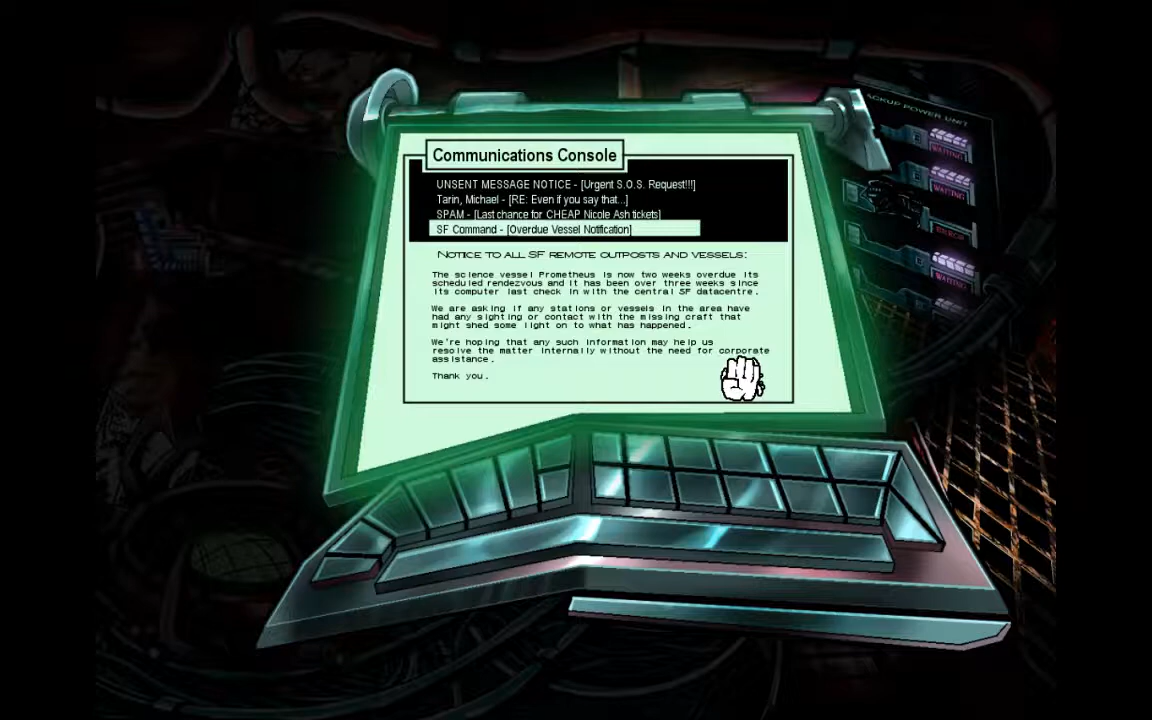 BACKUP POWER UNIT
WAITING
WAITING
WAITING
Communications Console
UNSENT MESSAGE NOTICE - [Urgent S.O.S. Request!!!]
Tarin, Michael - [RE: Even if you say that...]
SPAM - [Last chance for CHEAP Nicole Ash tickets]
SF Command - [Overdue Vessel Notification]
NOTICE TO ALL SF REMOTE OUTPOSTS AND VESSELS:
The science vessel Prometheus is now two weeks overdue its
scheduled rendezvous and it has been over three weeks since
its computer last check in with the central SF datacentre.
We are asking if any stations or vessels in the area have
had any sighting or contact with the missing craft that
might shed some light on to what has happened.
We're hoping that any such information may help us
resolve the matter internally without the need for corporate
assistance.
Thank you.